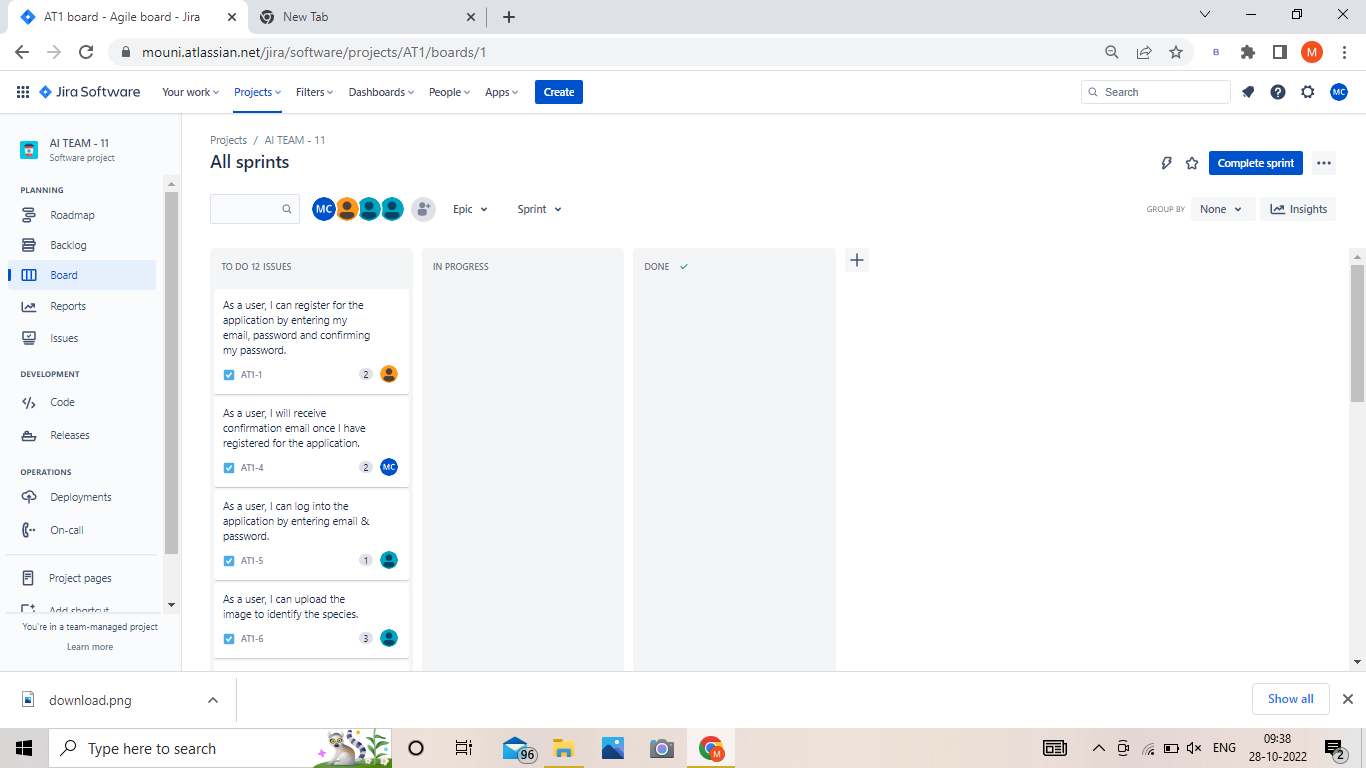 AT1 board - Agile board - Jira
New Tab
mouni.atlassian.net/jira/software/projects/AT1/boards/1
B
M
Jira Software
Your work
Projects
Filters
Dashboards
People
Apps
Create
Search
MC
AI TEAM - 11
Software project
PLANNING
Roadmap
Backlog
Board
Reports
Issues
DEVELOPMENT
Code
Releases
OPERATIONS
Deployments
On-call
Project pages
Add shortcut
You're in a team-managed project
Learn more
Projects / AI TEAM - 11
All sprints
Complete sprint
MC
Epic
Sprint
GROUP BY
None
Insights
TO DO 12 ISSUES
As a user, I can register for the
application by entering my
email, password and confirming
my password.
AT1-1
2
As a user, I will receive
confirmation email once I have
registered for the application.
AT1-4
2
MC
As a user, I can log into the
application by entering email &
password.
AT1-5
1
As a user, I can upload the
image to identify the species.
AT1-6
3
IN PROGRESS
DONE
download.png
Show all
Type here to search
96
M
ENG
09:38
28-10-2022
2